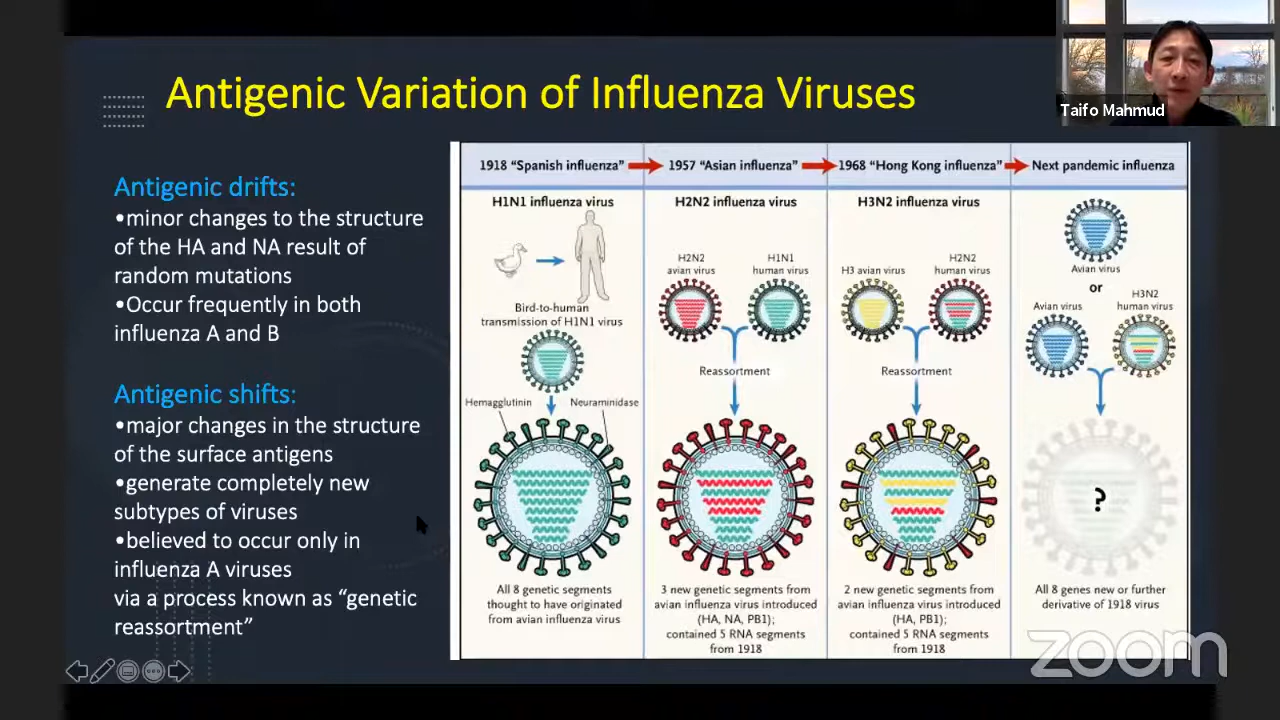 Antigenic Variation of Influenza Viruses
Taifo Mahmud
Antigenic drifts:
•minor changes to the structure
of the HA and NA result of
random mutations
•Occur frequently in both
influenza A and B
Antigenic shifts:
•major changes in the structure
of the surface antigens
•generate completely new
subtypes of viruses
•believed to occur only in
influenza A viruses
via a process known as “genetic
reassortment”
1918 “Spanish influenza”
1957 “Asian influenza”
1968 “Hong Kong influenza”
Next pandemic influenza
H1N1 influenza virus
Bird-to-human
transmission of H1N1 virus
Hemagglutinin
Neuraminidase
All 8 genetic segments
thought to have originated
from avian influenza virus
H2N2 influenza virus
H2N2
avian virus
H1N1
human virus
Reassortment
3 new genetic segments from
avian influenza virus introduced
(HA, NA, PB1);
contained 5 RNA segments
from 1918
H3N2 influenza virus
H3 avian virus
H2N2
human virus
Reassortment
2 new genetic segments from
avian influenza virus introduced
(HA, PB1);
contained 5 RNA segments
from 1918
Avian virus
or
Avian virus
H3N2
human virus
?
All 8 genes new or further
derivative of 1918 virus
zoom